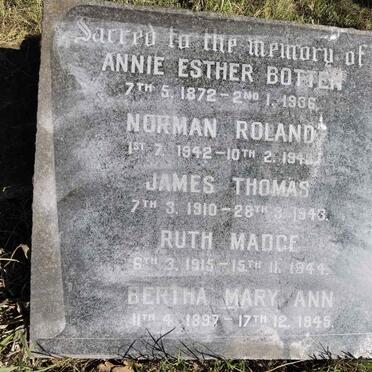 Sacred to the memory of
ANNIE ESTHER BOTTEN
7TH 5. 1872 - 2ND 1. 1936.
NORMAN ROLAND
1ST 7. 1942 - 10TH 2. 1943.
JAMES THOMAS
7TH 3. 1910 - 28TH 3. 1943.
RUTH MADGE
6TH 3. 1915 - 15TH 11. 1944.
BERTHA MARY ANN
11TH 4. 1897 - 17TH 12. 1945.